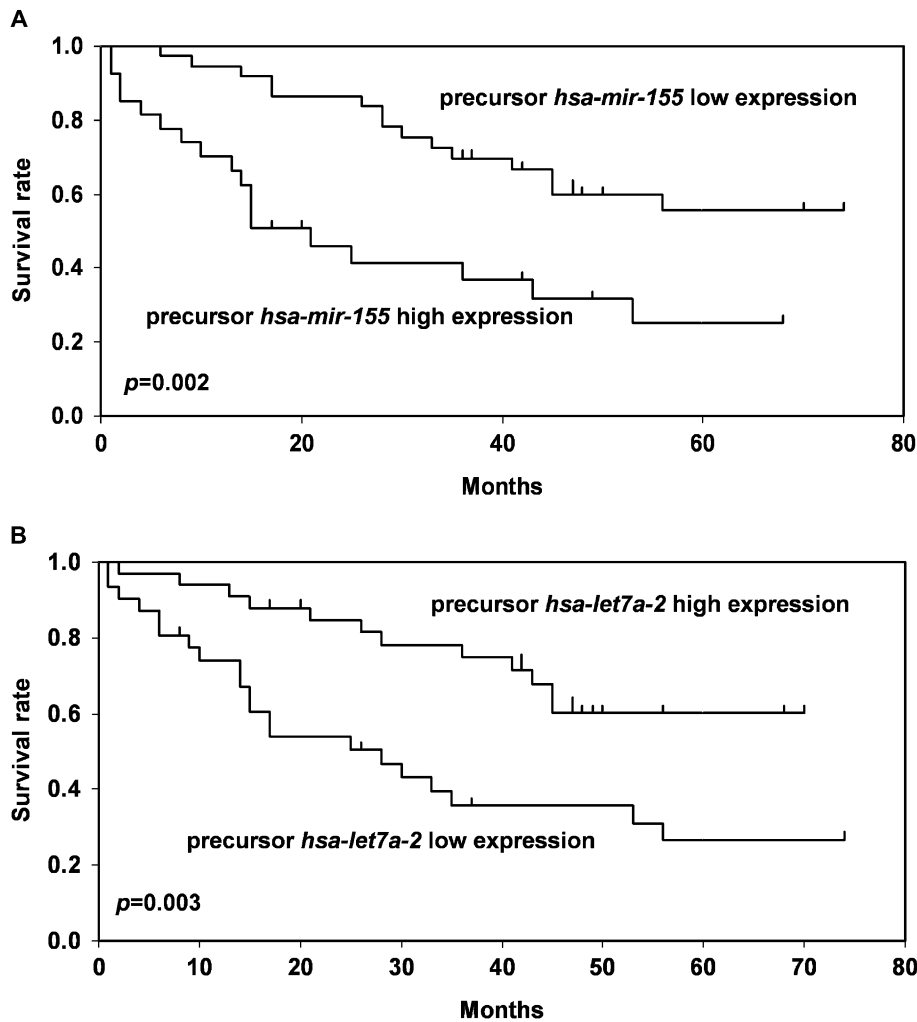 A
1.0
precursor hsa-mir-155 low expression
0.8
0.6
Survival rate
0.4
precursor hsa-mir-155 high expression
0.2
p=0.002
0.0
0 20 40 60 80
Months
B
1.0
precursor hsa-let7a-2 high expression
0.8
0.6
Survival rate
0.4
precursor hsa-let7a-2 low expression
0.2
p=0.003
0.0
0 10 20 30 40 50 60 70 80
Months